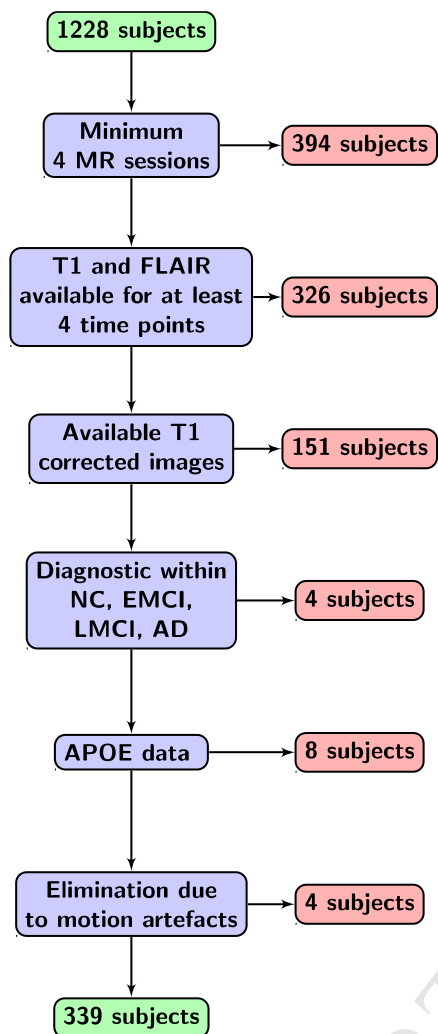 1228 subjects
Minimum
4 MR sessions
394 subjects
T1 and FLAIR
available for at least
4 time points
326 subjects
Available T1
corrected images
151 subjects
Diagnostic within
NC, EMCI,
LMCI, AD
4 subjects
APOE data
8 subjects
Elimination due
to motion artefacts
4 subjects
339 subjects